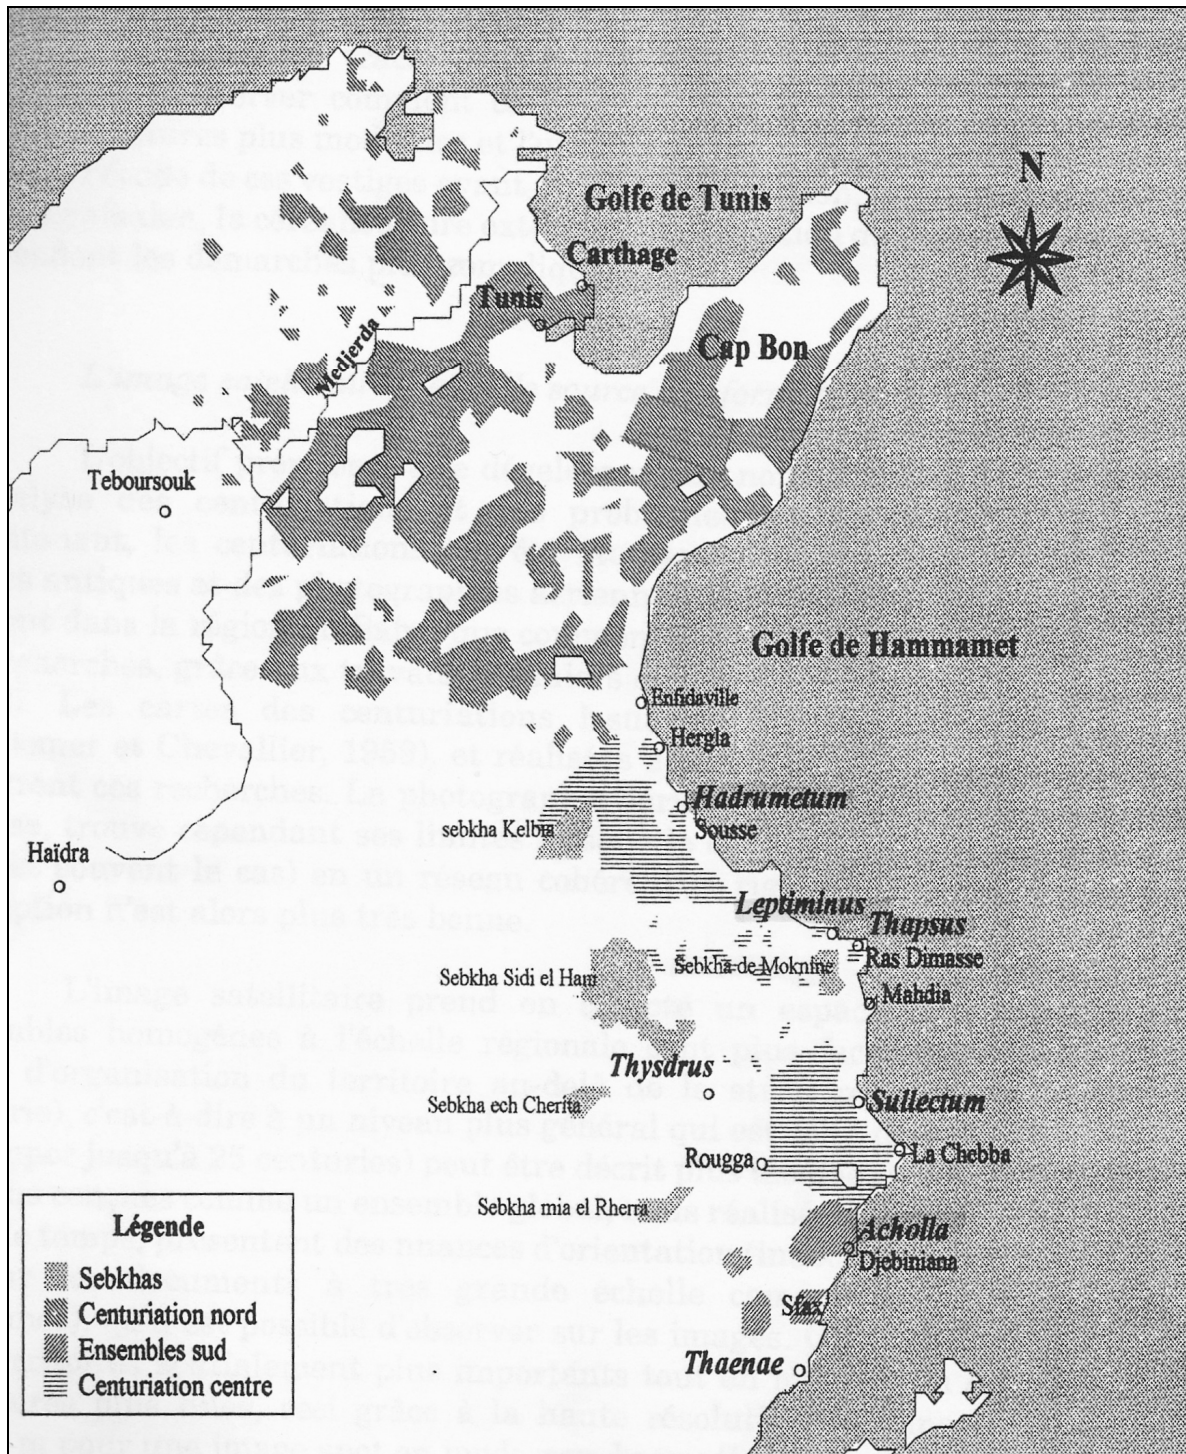 N
Golfe de Tunis
Carthage
Tunis
Medjerda
Cap Bon
Teboursouk
Golfe de Hammamet
Enfidaville
Hergla
Hadrumetum
Sousse
sebkha Kelbia
Haïdra
Leptiminus
Thapsus
Ras Dimasse
Sebkha de Moknine
Sebkha Sidi el Hani
Mahdia
Thysdrus
Sebkha ech Cherita
Sullectum
La Chebba
Rougga
Sebkha mia el Rherra
Acholla
Djebiniana
Sfax
Thaenae
Légende
Sebkhas
Centuriation nord
Ensembles sud
Centuriation centre